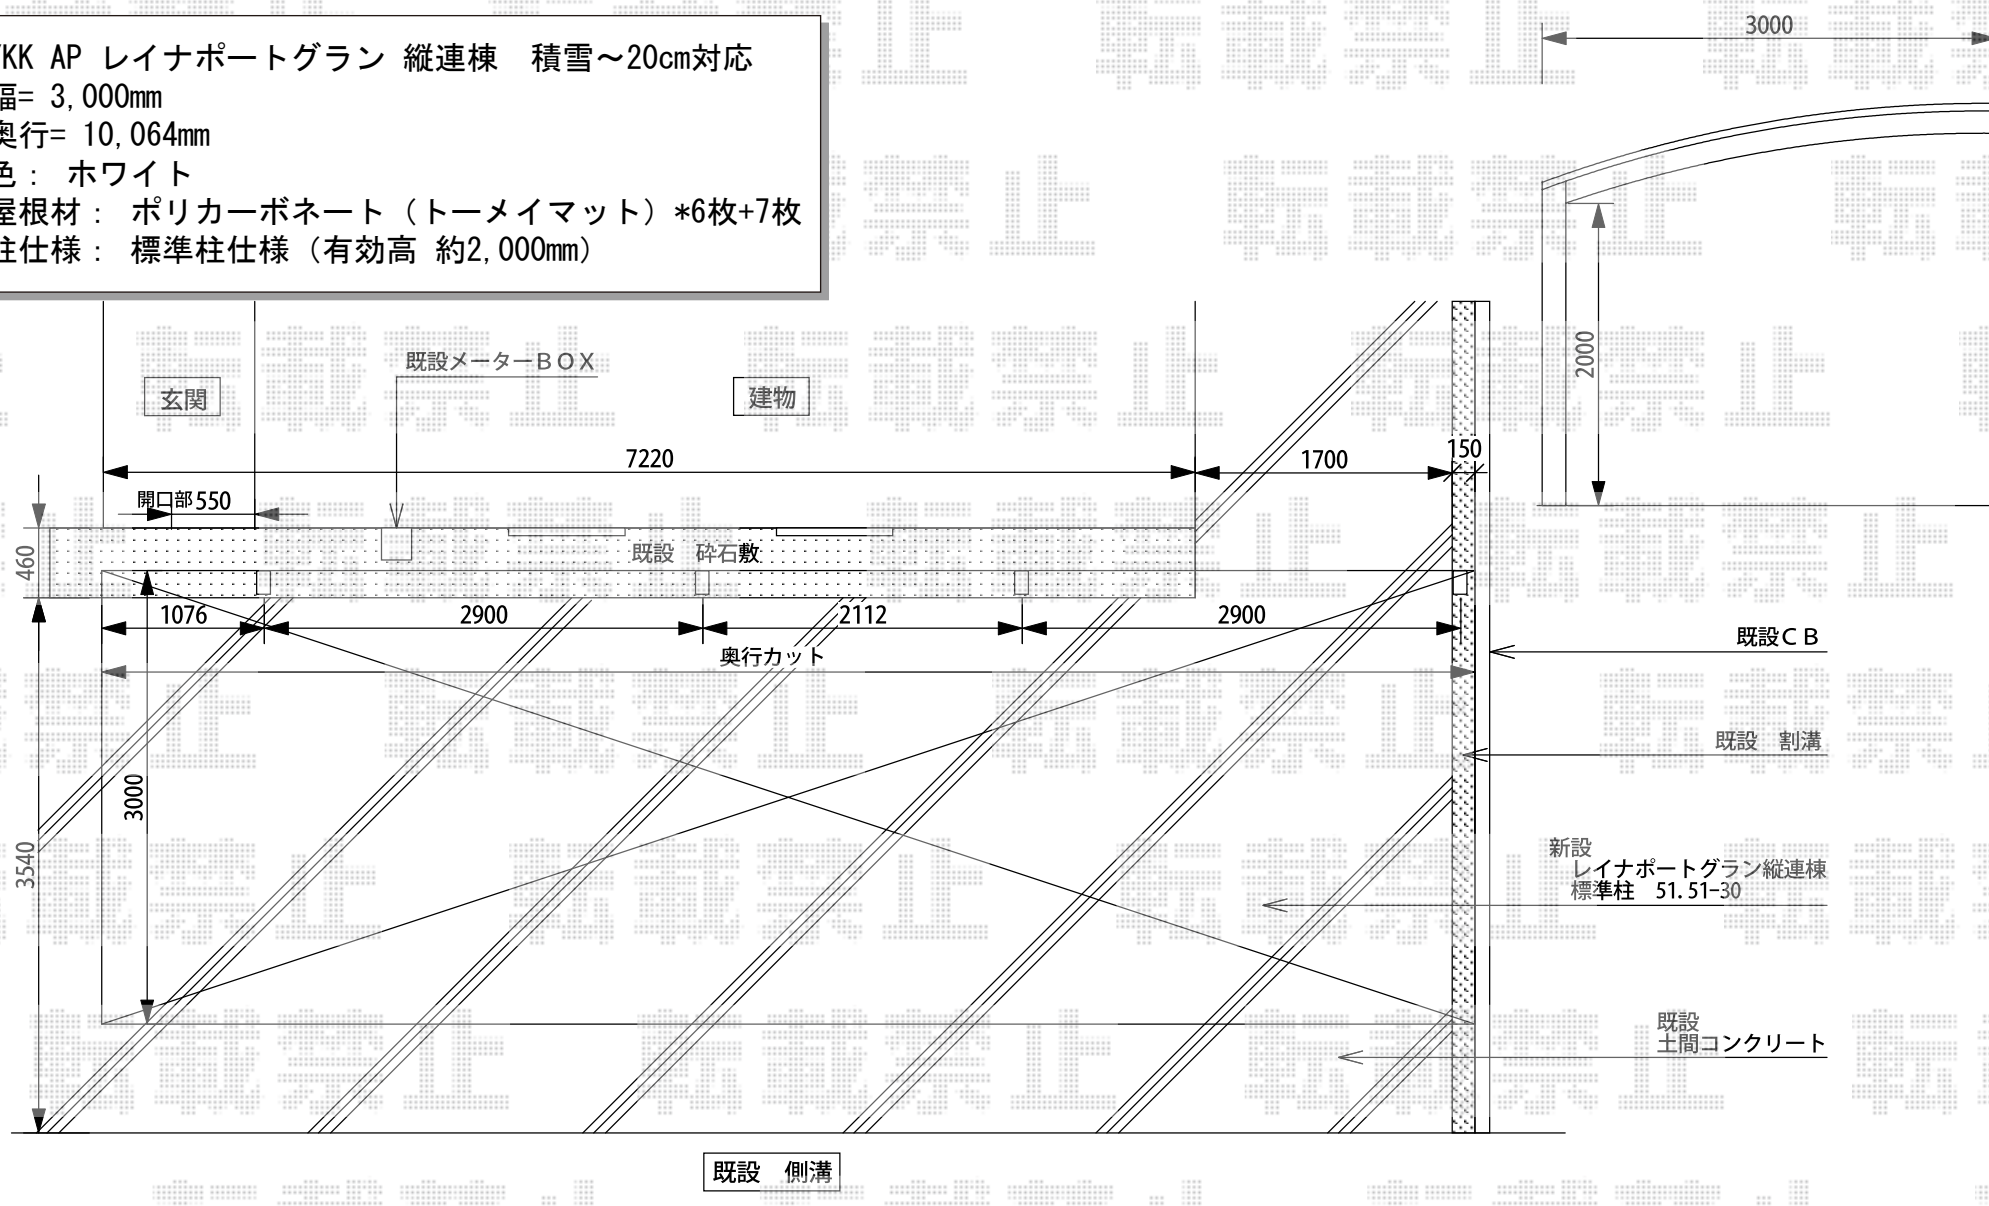 YKK AP レイナポートグラン 縦連棟　積雪～20cm対応
幅= 3,000mm
奥行= 10,064mm
色： ホワイト
屋根材： ポリカーボネート（トーメイマット）*6枚+7枚
柱仕様： 標準柱仕様（有効高 約2,000mm）
3000
2000
既設メーターＢＯＸ
玄関
建物
7220
1700
150
開口部550
460
既設　砕石敷
1076
2900
2112
2900
奥行カット
既設ＣＢ
既設　割溝
3000
3540
新設
レイナポートグラン縦連棟
標準柱　51.51-30
既設
土間コンクリート
既設　側溝
転載禁止